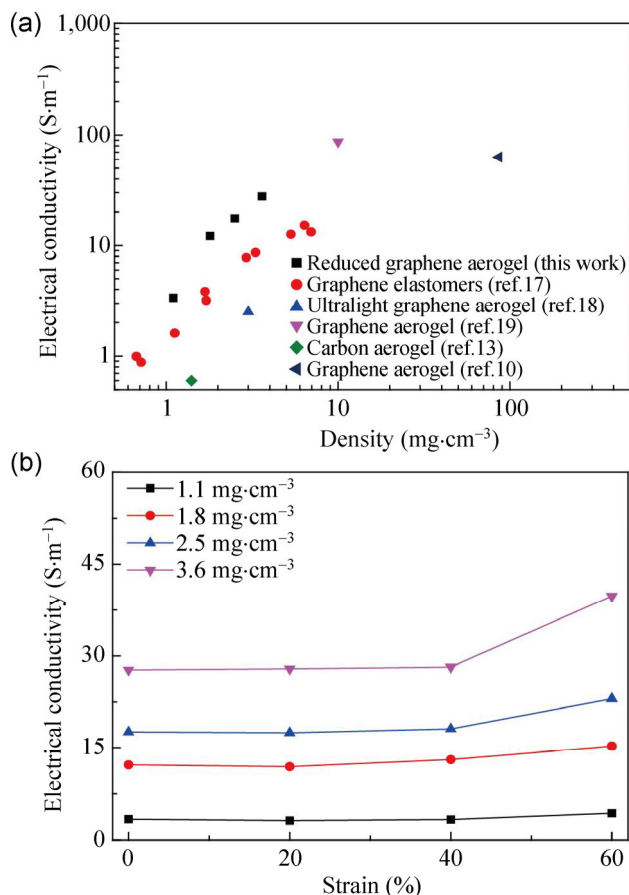 (a)
1,000
100
10
1
Electrical conductivity (S·m⁻¹)
Reduced graphene aerogel (this work)
Graphene elastomers (ref.17)
Ultralight graphene aerogel (ref.18)
Graphene aerogel (ref.19)
Carbon aerogel (ref.13)
Graphene aerogel (ref.10)
1 10 100
Density (mg·cm⁻³)
(b)
60
45
30
15
0
Electrical conductivity (S·m⁻¹)
1.1 mg·cm⁻³
1.8 mg·cm⁻³
2.5 mg·cm⁻³
3.6 mg·cm⁻³
0 20 40 60
Strain (%)